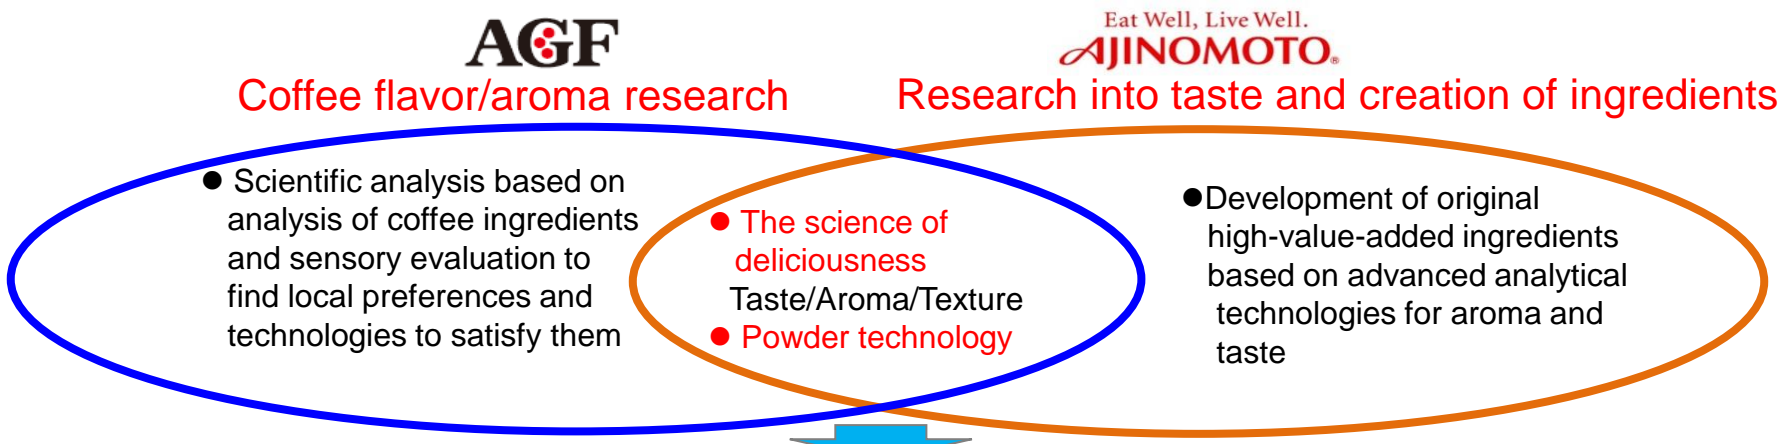 AGF
Eat Well, Live Well.
AJINOMOTO®
Coffee flavor/aroma research
Research into taste and creation of ingredients
● Scientific analysis based on
analysis of coffee ingredients
and sensory evaluation to
find local preferences and
technologies to satisfy them
● The science of
deliciousness
Taste/Aroma/Texture
● Powder technology
●Development of original
high-value-added ingredients
based on advanced analytical
technologies for aroma and
taste